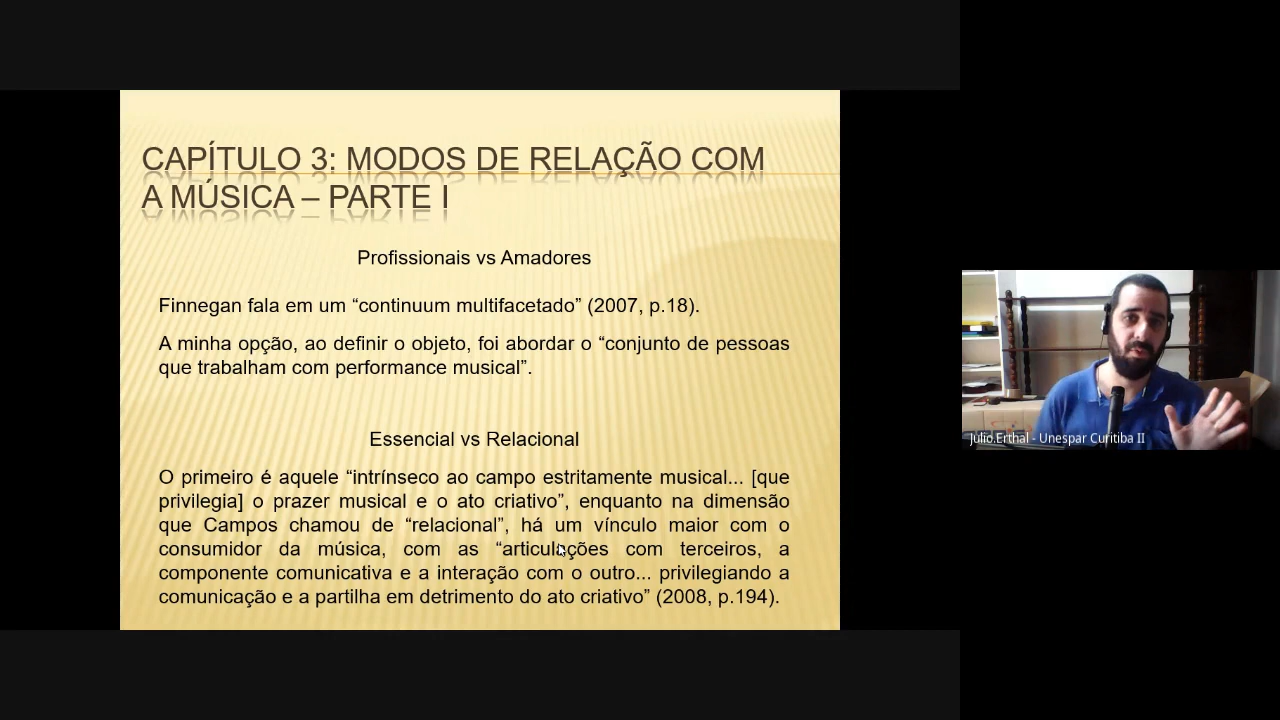 CAPÍTULO 3: MODOS DE RELAÇÃO COM
A MÚSICA – PARTE I
Profissionais vs Amadores
Finnegan fala em um “continuum multifacetado” (2007, p.18).
A minha opção, ao definir o objeto, foi abordar o “conjunto de pessoas
que trabalham com performance musical”.
Essencial vs Relacional
O primeiro é aquele “intrínseco ao campo estritamente musical... [que
privilegia] o prazer musical e o ato criativo”, enquanto na dimensão
que Campos chamou de “relacional”, há um vínculo maior com o
consumidor da música, com as “articulações com terceiros, a
componente comunicativa e a interação com o outro... privilegiando a
comunicação e a partilha em detrimento do ato criativo” (2008, p.194).
Julio.Erthal - Unespar Curitiba II